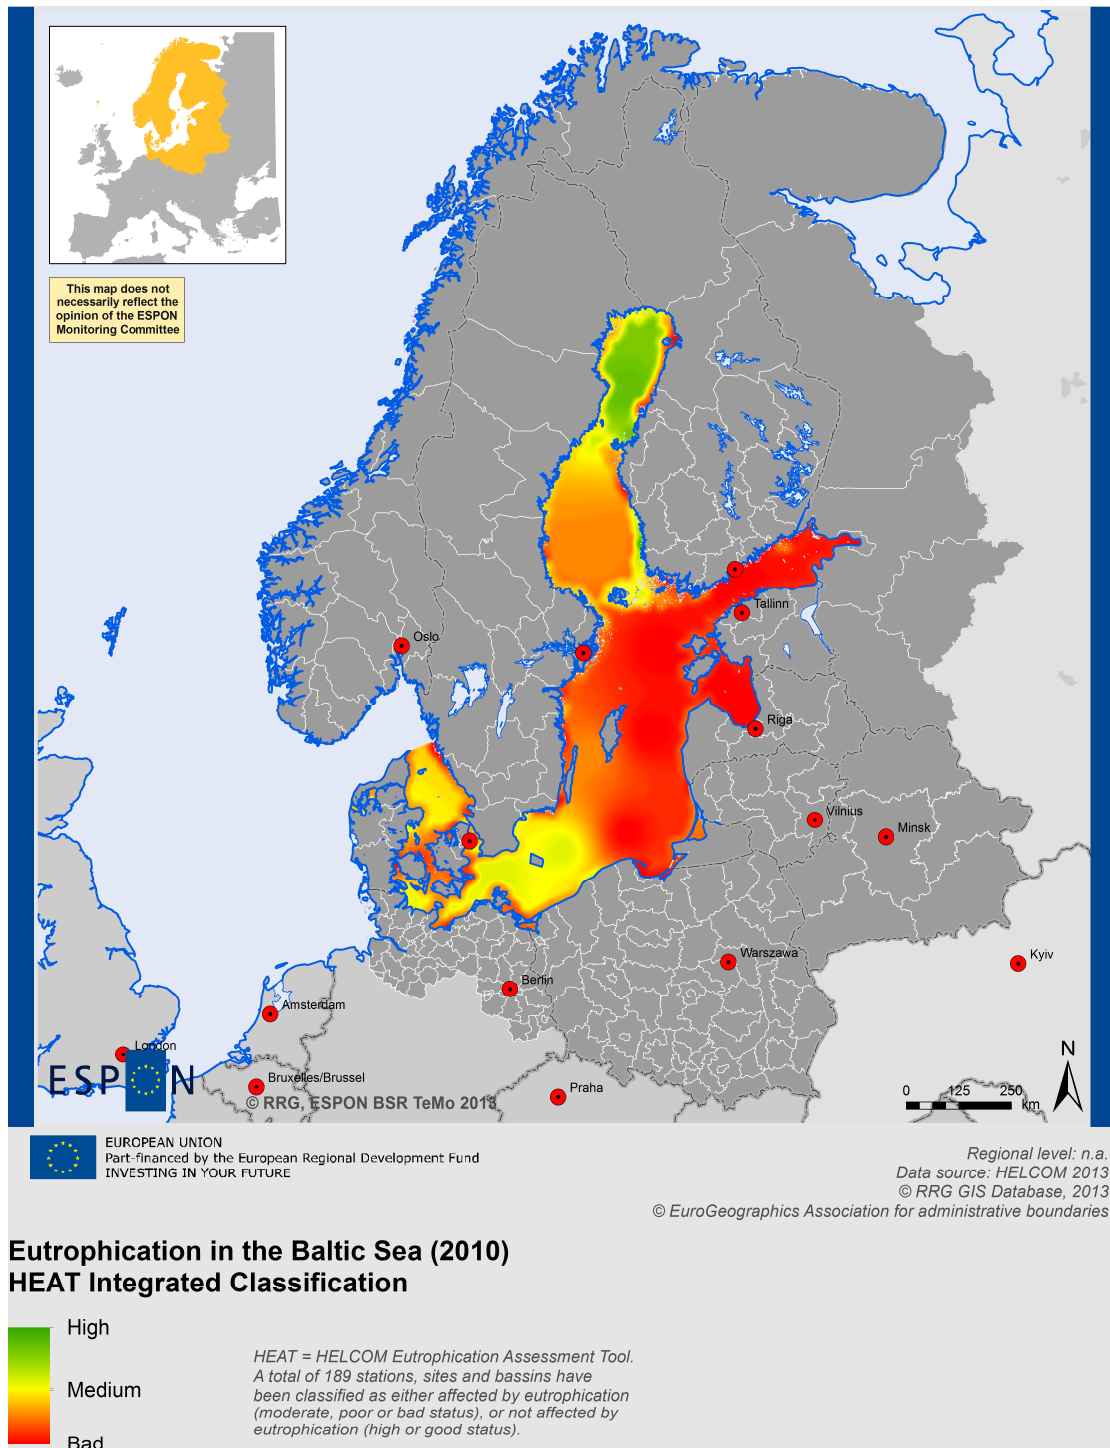 This map does not
necessarily reflect the
opinion of the ESPON
Monitoring Committee
Oslo
Tallinn
Riga
Vilnius
Minsk
Warszawa
Kyiv
Berlin
Amsterdam
London
Bruxelles/Brussel
Praha
ESPON
© RRG, ESPON BSR TeMo 2013
N
0 125 250
km
EUROPEAN UNION
Part-financed by the European Regional Development Fund
INVESTING IN YOUR FUTURE
Regional level: n.a.
Data source: HELCOM 2013
© RRG GIS Database, 2013
© EuroGeographics Association for administrative boundaries
Eutrophication in the Baltic Sea (2010)
HEAT Integrated Classification
High
Medium
Bad
HEAT = HELCOM Eutrophication Assessment Tool.
A total of 189 stations, sites and bassins have
been classified as either affected by eutrophication
(moderate, poor or bad status), or not affected by
eutrophication (high or good status).